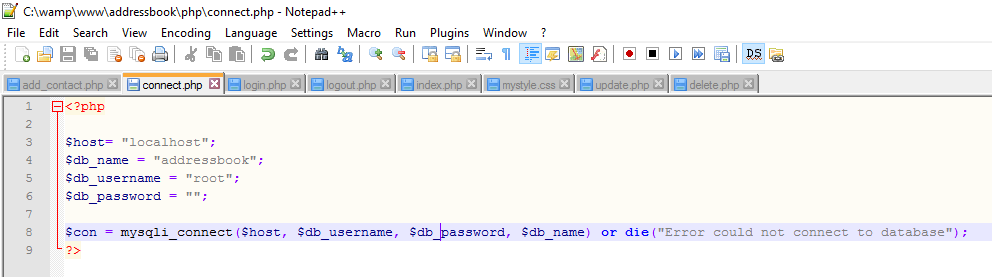 C:\wamp\www\addressbook\php\connect.php - Notepad++
File Edit Search View Encoding Language Settings Macro Run Plugins Window ?
add_contact.php connect.php login.php logout.php index.php mystyle.css update.php delete.php
1 <?php
2
3 $host= "localhost";
4 $db_name = "addressbook";
5 $db_username = "root";
6 $db_password = "";
7
8 $con = mysqli_connect($host, $db_username, $db_password, $db_name) or die("Error could not connect to database");
9 ?>